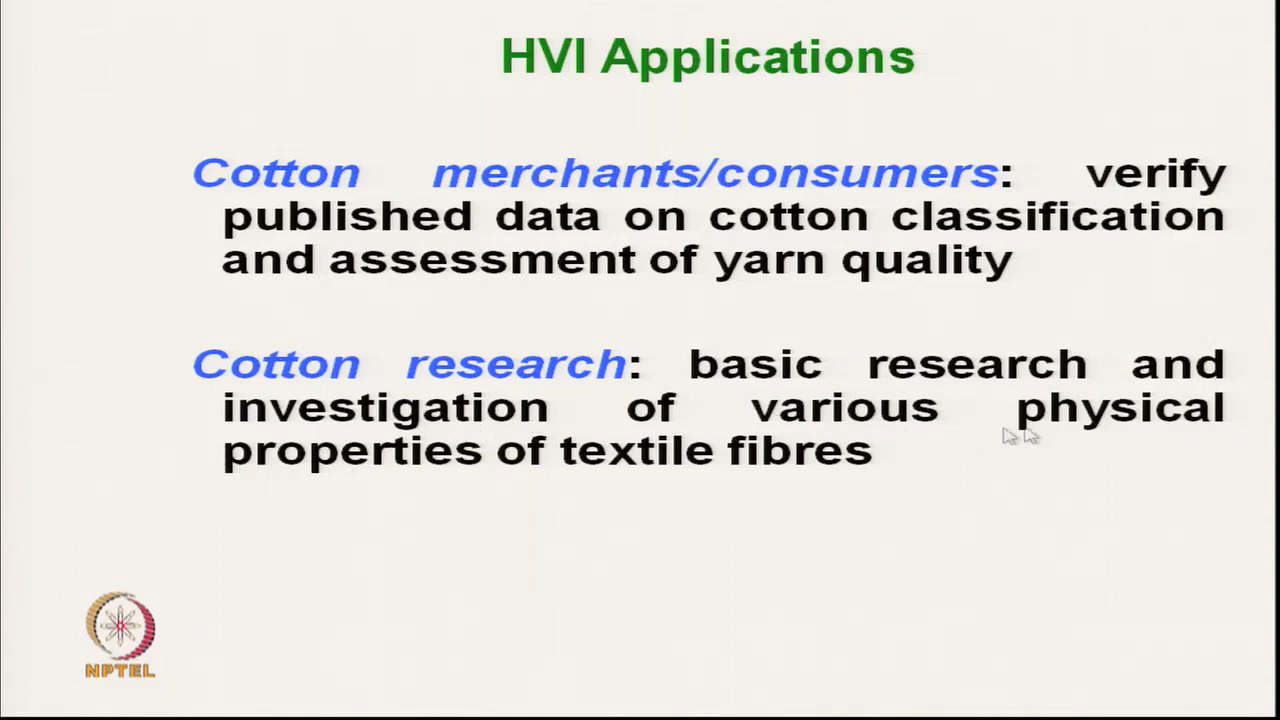 HVI Applications
Cotton merchants/consumers: verify
published data on cotton classification
and assessment of yarn quality
Cotton research: basic research and
investigation of various physical
properties of textile fibres
NPTEL